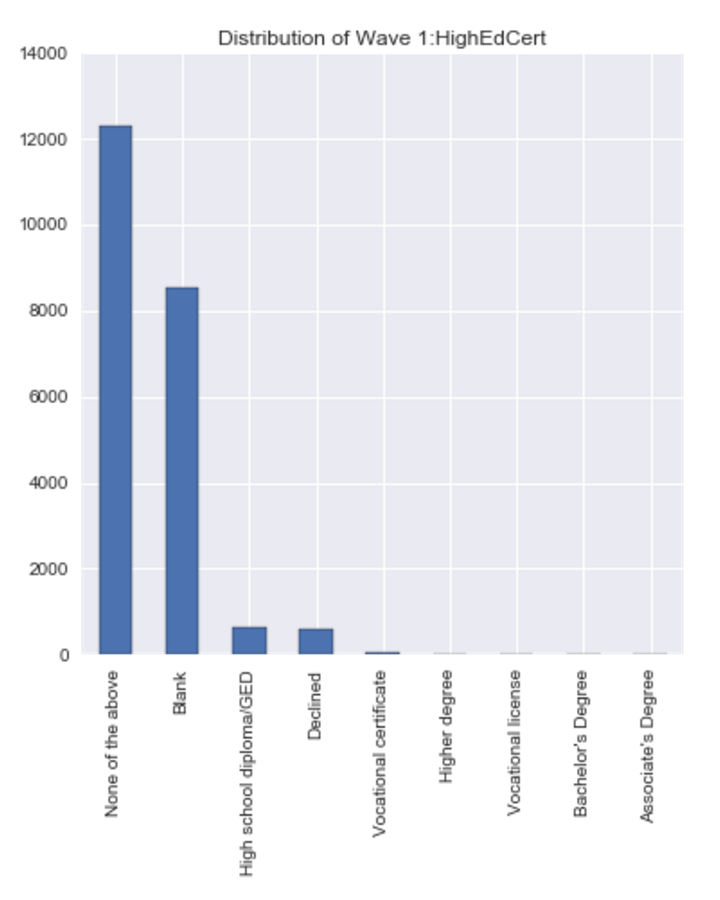 Distribution of Wave 1:HighEdCert
14000
12000
10000
8000
6000
4000
2000
0
None of the above
Blank
High school diploma/GED
Declined
Vocational certificate
Higher degree
Vocational license
Bachelor's Degree
Associate's Degree